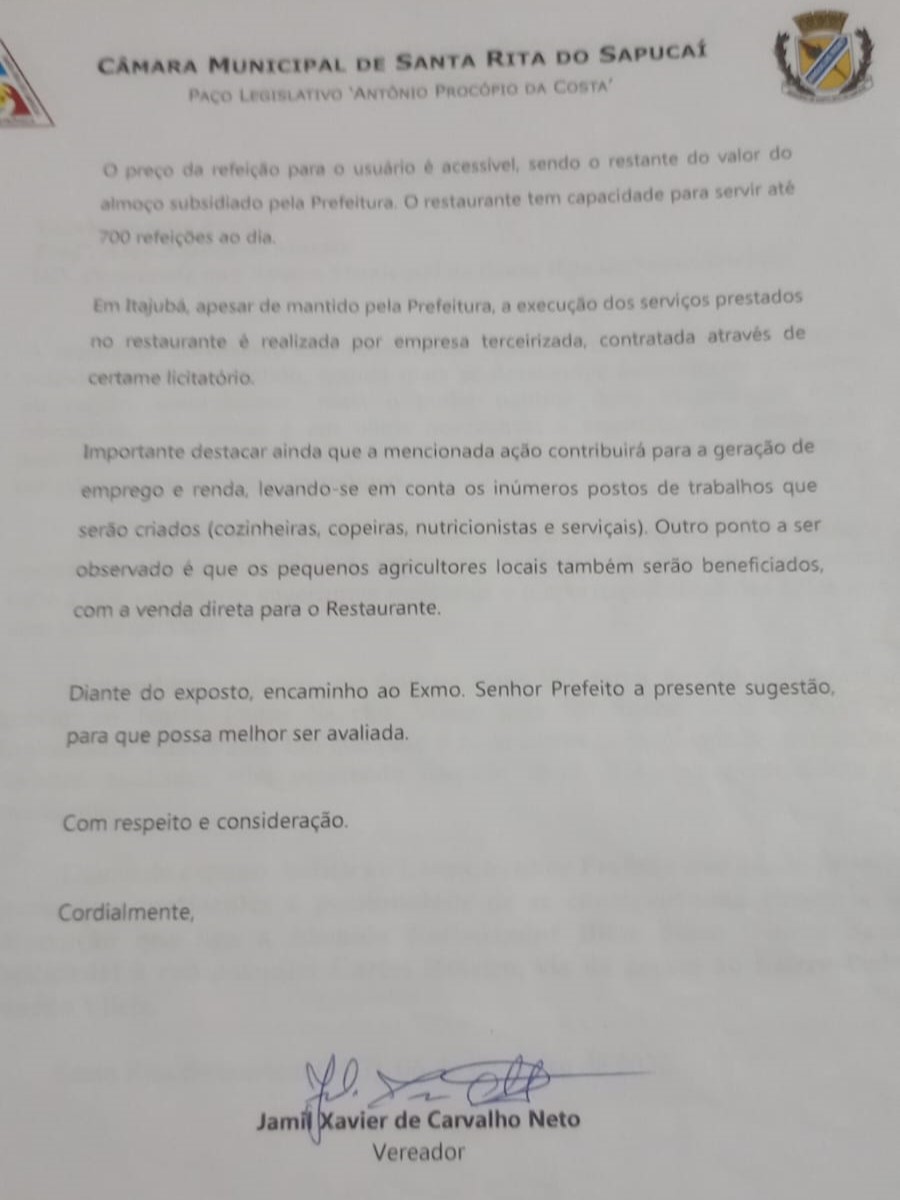 CÂMARA MUNICIPAL DE SANTA RITA DO SAPUCAÍ
PAÇO LEGISLATIVO 'ANTÔNIO PROCÓPIO DA COSTA'
O preço da refeição para o usuário é acessível, sendo o restante do valor do
almoço subsidiado pela Prefeitura. O restaurante tem capacidade para servir até
700 refeições ao dia.
Em Itajubá, apesar de mantido pela Prefeitura, a execução dos serviços prestados
no restaurante é realizada por empresa terceirizada, contratada através de
certame licitatório.
Importante destacar ainda que a mencionada ação contribuirá para a geração de
emprego e renda, levando-se em conta os inúmeros postos de trabalhos que
serão criados (cozinheiras, copeiras, nutricionistas e serviçais). Outro ponto a ser
observado é que os pequenos agricultores locais também serão beneficiados,
com a venda direta para o Restaurante.
Diante do exposto, encaminho ao Exmo. Senhor Prefeito a presente sugestão,
para que possa melhor ser avaliada.
Com respeito e consideração.
Cordialmente,
Jamil Xavier de Carvalho Neto
Vereador